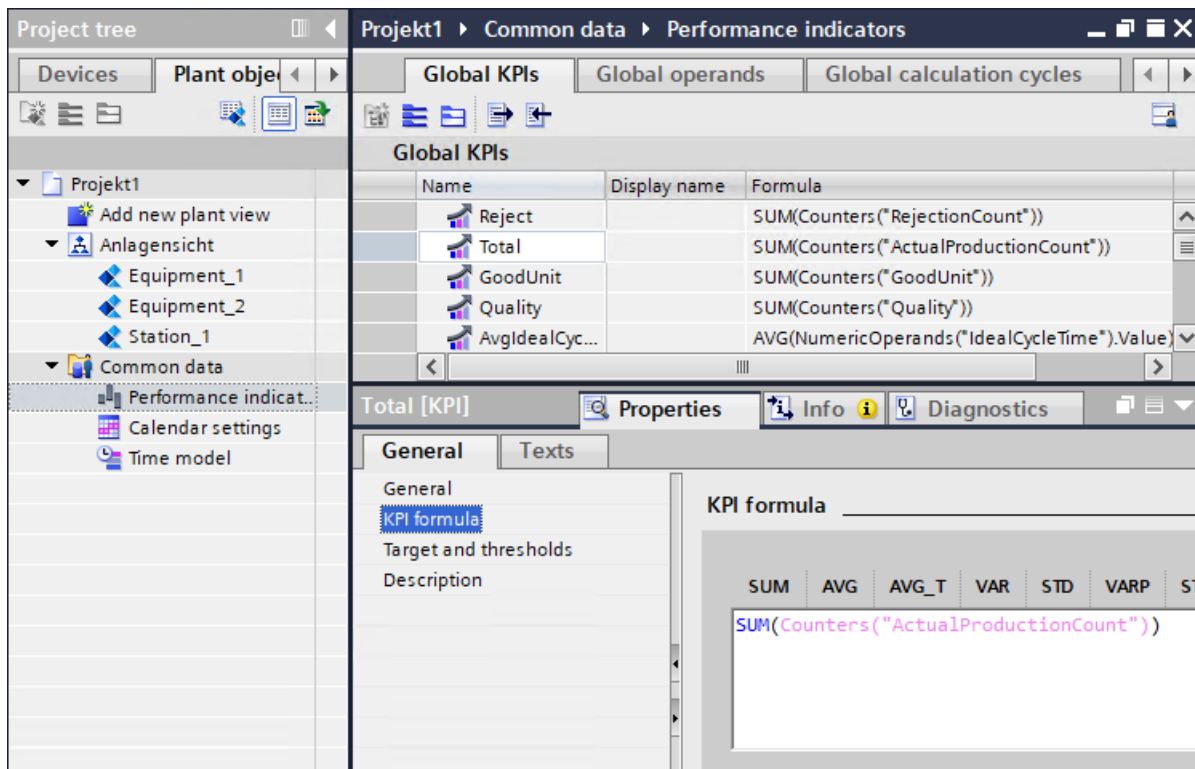 Project tree
Projekt1 ▸ Common data ▸ Performance indicators
Devices
Plant obje
Global KPIs
Global operands
Global calculation cycles
Global KPIs
Name
Display name
Formula
Reject
SUM(Counters("RejectionCount"))
Total
SUM(Counters("ActualProductionCount"))
GoodUnit
SUM(Counters("GoodUnit"))
Quality
SUM(Counters("Quality"))
AvgIdealCyc...
AVG(NumericOperands("IdealCycleTime").Value)
Projekt1
Add new plant view
Anlagensicht
Equipment_1
Equipment_2
Station_1
Common data
Performance indicat..
Calendar settings
Time model
Total [KPI]
Properties
Info
Diagnostics
General
Texts
General
KPI formula
Target and thresholds
Description
KPI formula
SUM AVG AVG_T VAR STD VARP ST
SUM(Counters("ActualProductionCount"))